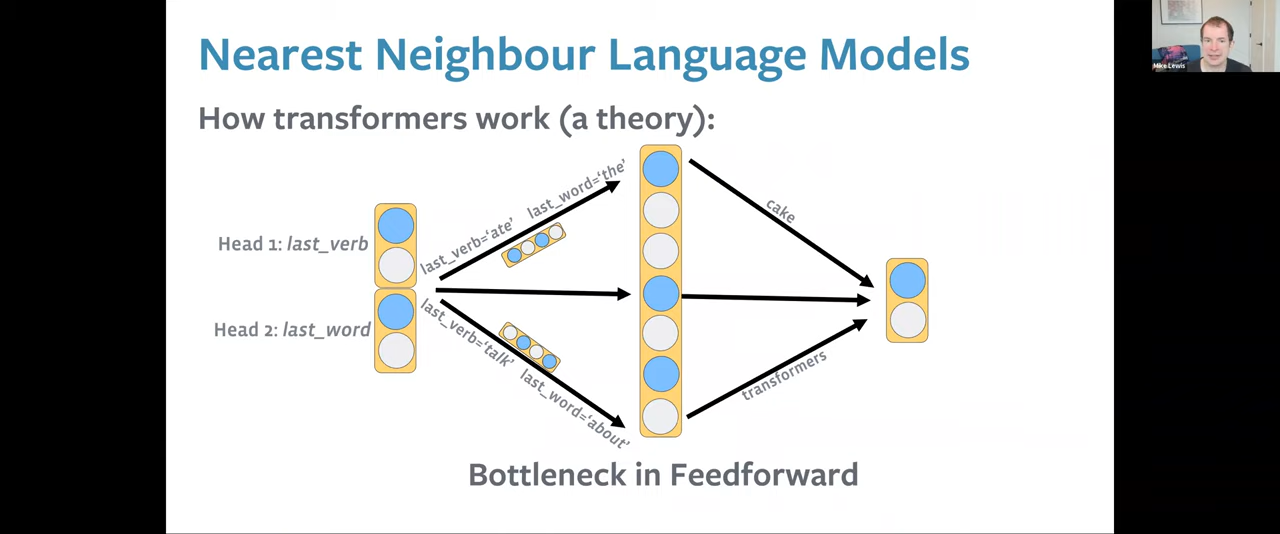 Nearest Neighbour Language Models
Mike Lewis
How transformers work (a theory):
last_verb='ate' last_word='the'
cake
Head 1: last_verb
Head 2: last_word
last_verb='talk' last_word='about'
transformers
Bottleneck in Feedforward